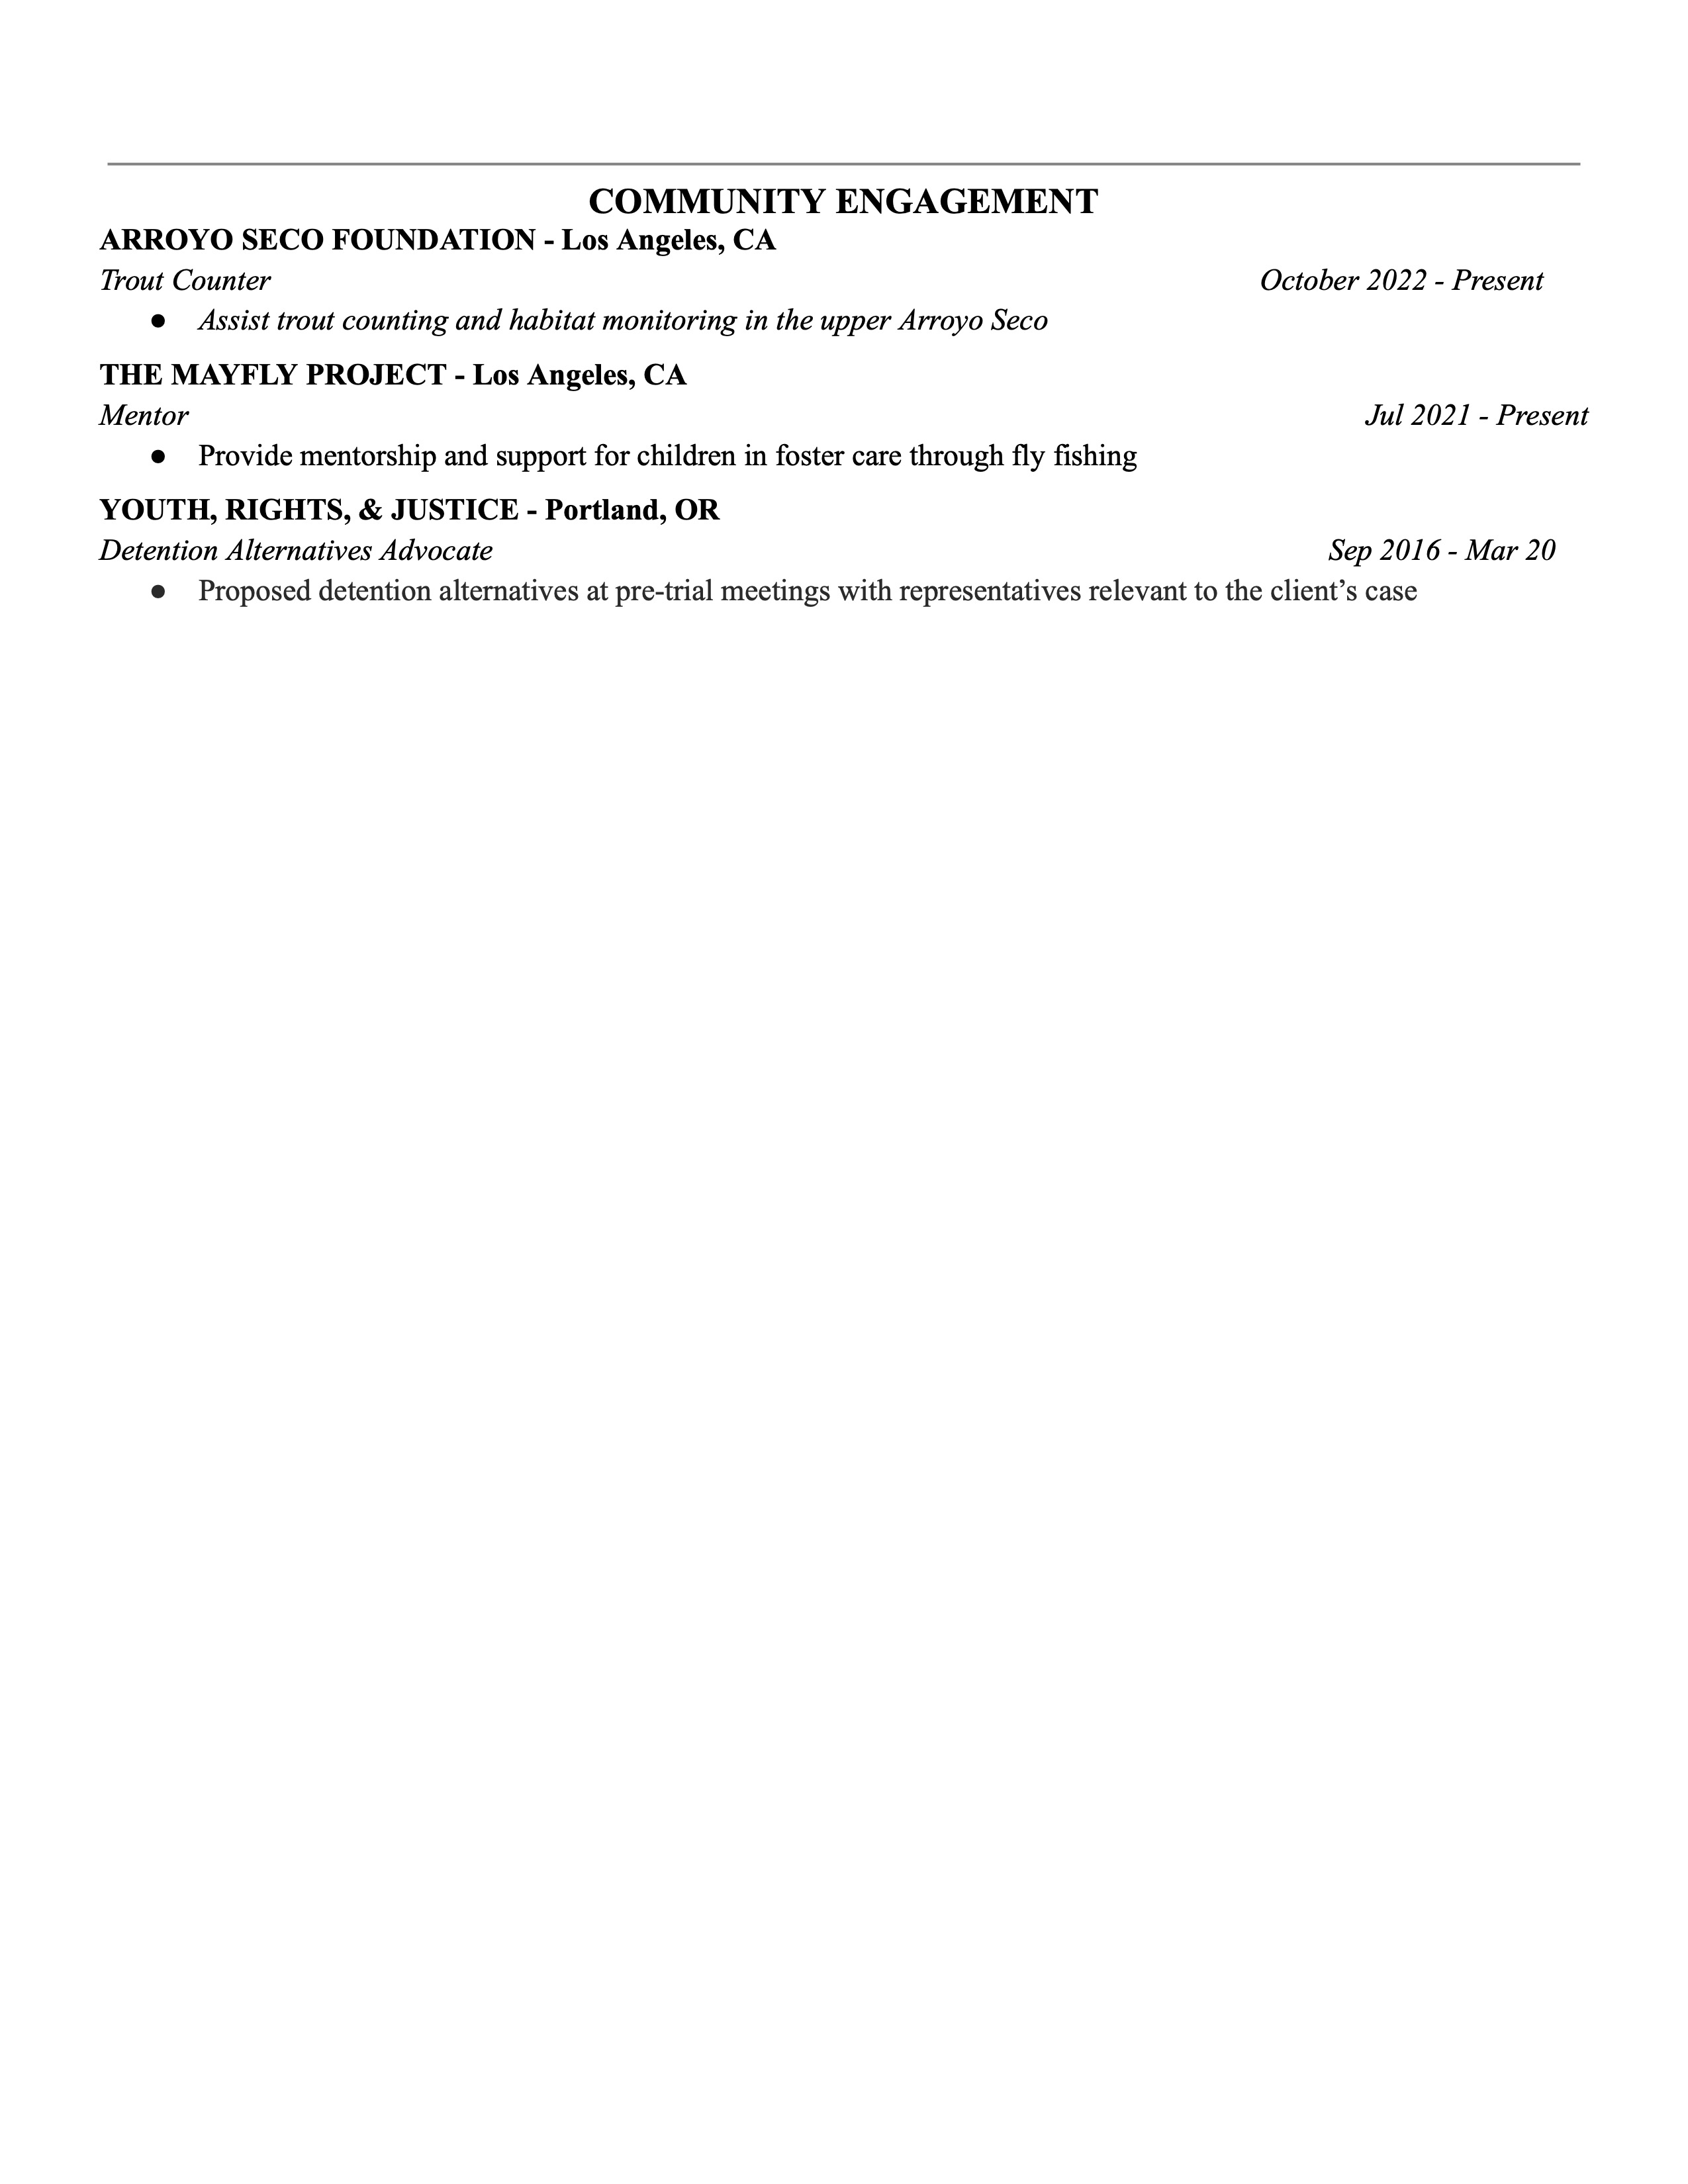 COMMUNITY ENGAGEMENT
ARROYO SECO FOUNDATION - Los Angeles, CA
Trout Counter October 2022 - Present
● Assist trout counting and habitat monitoring in the upper Arroyo Seco
THE MAYFLY PROJECT - Los Angeles, CA
Mentor Jul 2021 - Present
● Provide mentorship and support for children in foster care through fly fishing
YOUTH, RIGHTS, & JUSTICE - Portland, OR
Detention Alternatives Advocate Sep 2016 - Mar 20
● Proposed detention alternatives at pre-trial meetings with representatives relevant to the client’s case